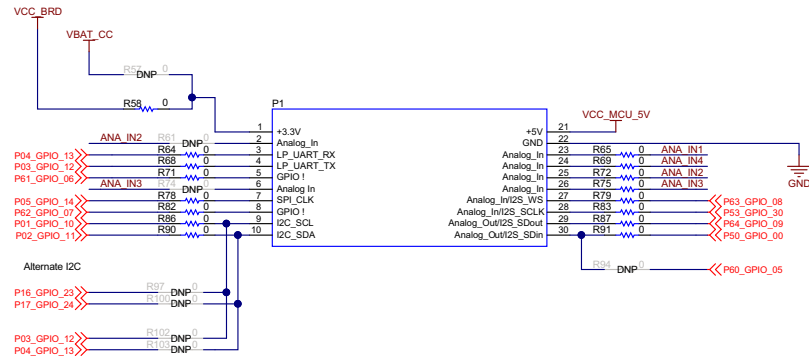 VCC_BRD
VBAT_CC
R57 DNP 0
R58 0
P1
VCC_MCU_5V
1 +3.3V +5V 21
ANA_IN2 R61 DNP 0 2 Analog_In GND 22
P04_GPIO_13 R64 0 3 LP_UART_RX Analog_In 23 R65 0 ANA_IN1
P03_GPIO_12 R68 0 4 LP_UART_TX Analog_In 24 R69 0 ANA_IN4
P61_GPIO_06 R71 0 5 GPIO ! Analog_In 25 R72 0 ANA_IN2
ANA_IN3 R74 DNP 0 6 Analog In Analog_In 26 R75 0 ANA_IN3
GND
P05_GPIO_14 R78 0 7 SPI_CLK Analog_In/I2S_WS 27 R79 0 P63_GPIO_08
P62_GPIO_07 R82 0 8 GPIO ! Analog_In/I2S_SCLK 28 R83 0 P53_GPIO_30
P01_GPIO_10 R86 0 9 I2C_SCL Analog_Out/I2S_SDout 29 R87 0 P64_GPIO_09
P02_GPIO_11 R90 0 10 I2C_SDA Analog_Out/I2S_SDin 30 R91 0 P50_GPIO_00
Alternate I2C
R94 DNP 0 P60_GPIO_05
P16_GPIO_23 R97 DNP 0
P17_GPIO_24 R100 DNP 0
P03_GPIO_12 R102 DNP 0
P04_GPIO_13 R103 DNP 0